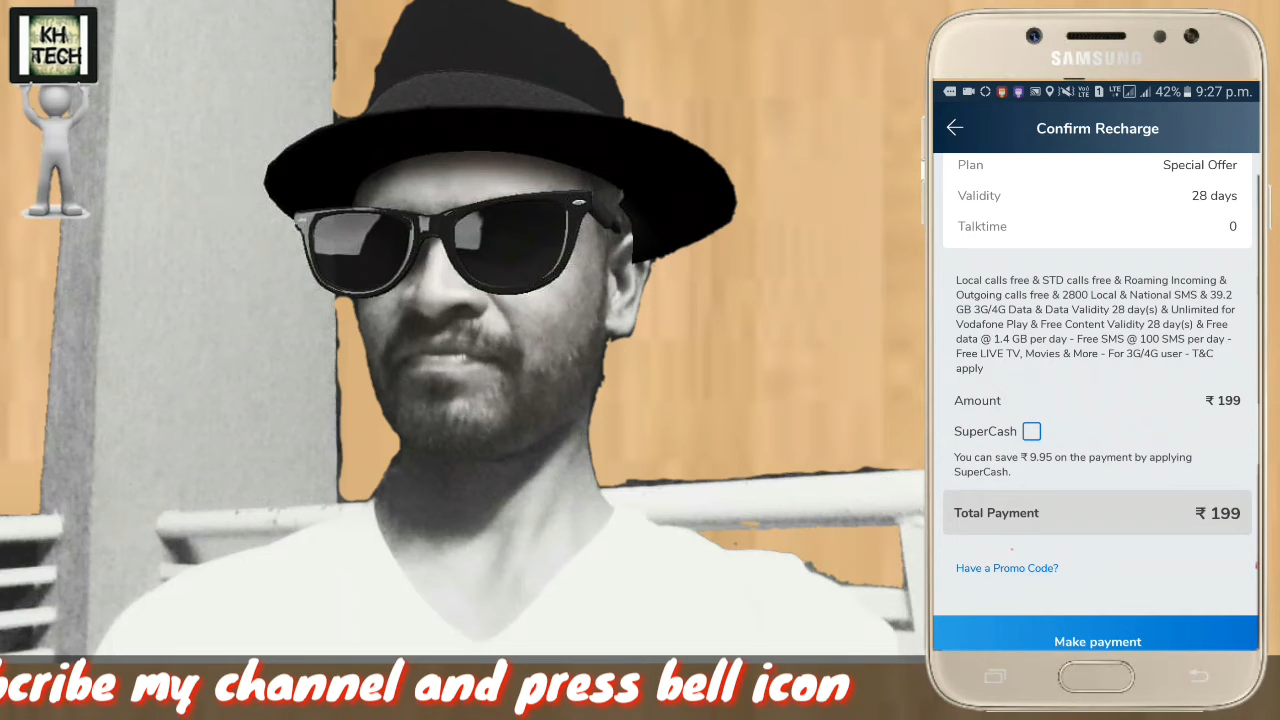 KH
TECH
SAMSUNG
42% 9:27 p.m.
Confirm Recharge
Plan Special Offer
Validity 28 days
Talktime 0
Local calls free & STD calls free & Roaming Incoming &
Outgoing calls free & 2800 Local & National SMS & 39.2
GB 3G/4G Data & Data Validity 28 day(s) & Unlimited for
Vodafone Play & Free Content Validity 28 day(s) & Free
data @ 1.4 GB per day - Free SMS @ 100 SMS per day -
Free LIVE TV, Movies & More - For 3G/4G user - T&C
apply
Amount ₹ 199
SuperCash
You can save ₹ 9.95 on the payment by applying
SuperCash.
Total Payment ₹ 199
Have a Promo Code?
Make payment
bcribe my channel and press bell icon